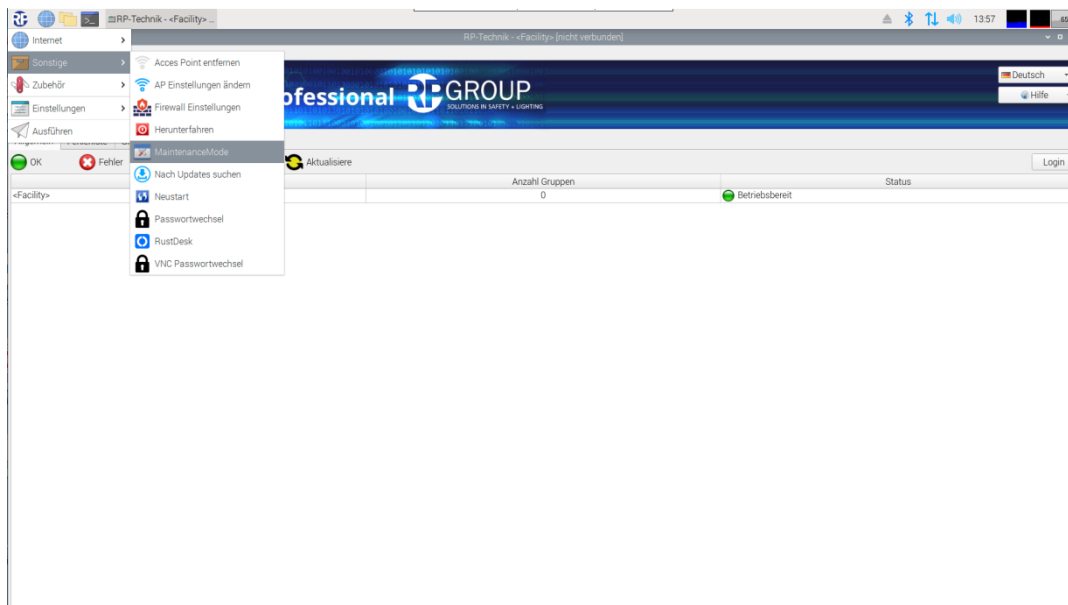 RP-Technik - <Facility> ...
13:57
RP-Technik - <Facility> [nicht verbunden]
Internet
Sonstige
Zubehör
Einstellungen
Ausführen
Acces Point entfernen
AP Einstellungen ändern
Firewall Einstellungen
Herunterfahren
MaintenanceMode
Nach Updates suchen
Neustart
Passwortwechsel
RustDesk
VNC Passwortwechsel
ofessional RP GROUP
SOLUTIONS IN SAFETY + LIGHTING
Deutsch
Hilfe
OK
Fehler
Aktualisiere
Login
Anzahl Gruppen
Status
<Facility>
0
Betriebsbereit